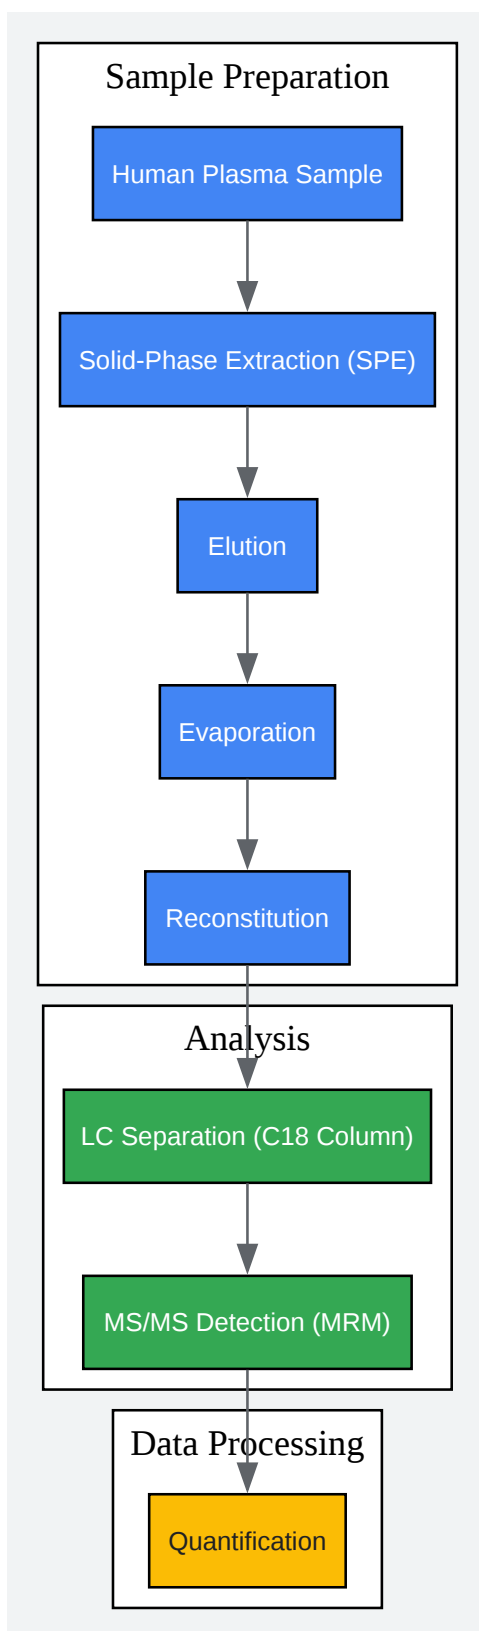 Sample Preparation
Human Plasma Sample
Solid-Phase Extraction (SPE)
Elution
Evaporation
Reconstitution
Analysis
LC Separation (C18 Column)
MS/MS Detection (MRM)
Data Processing
Quantification